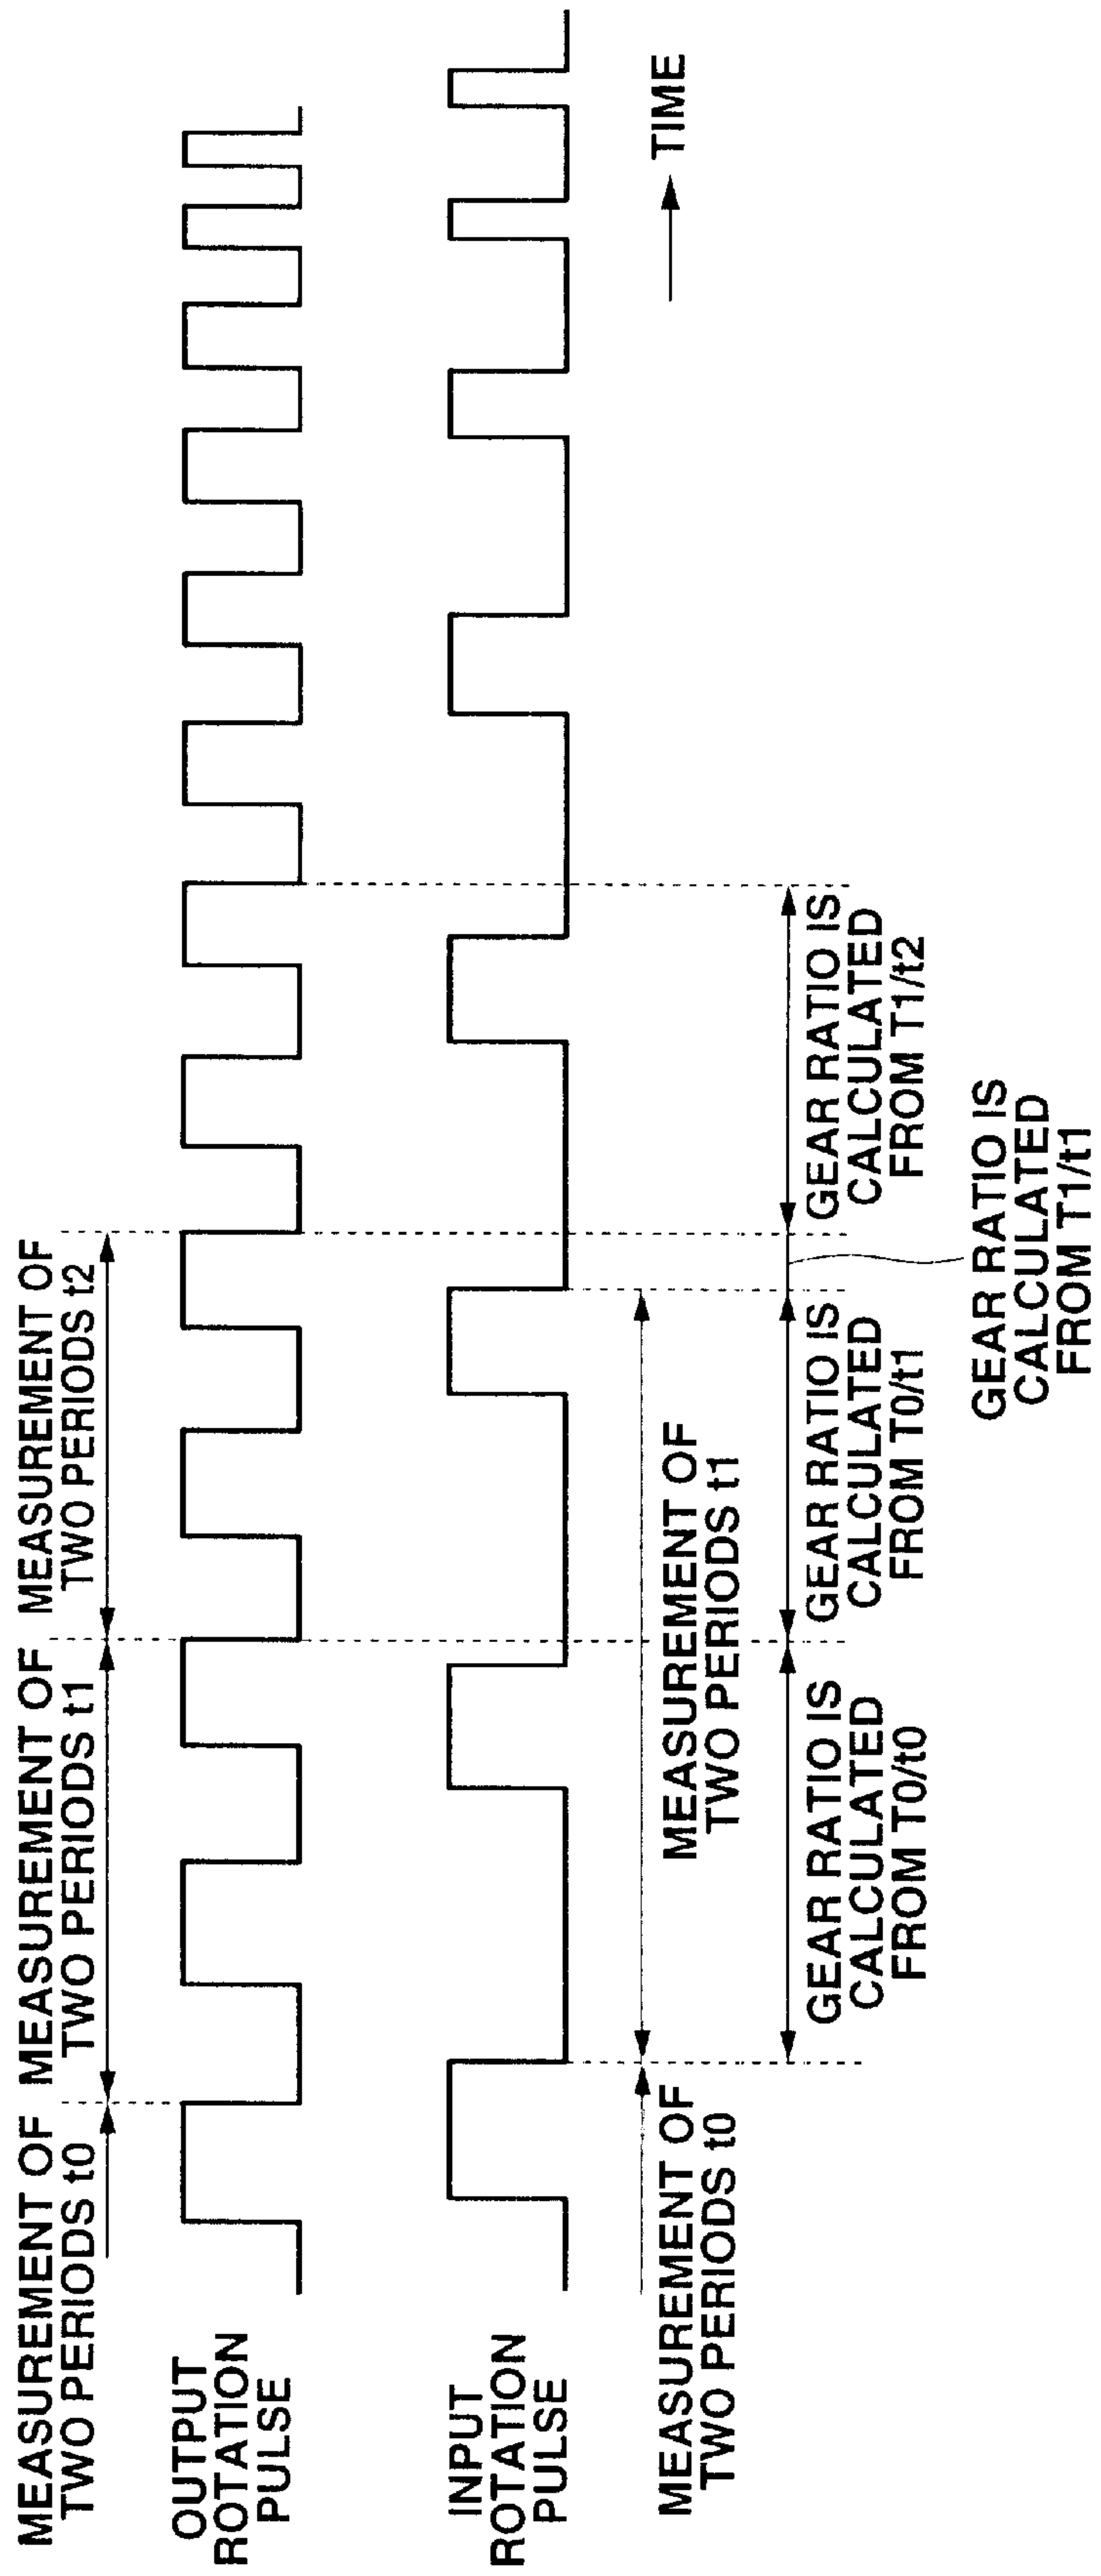 MEASUREMENT OF
TWO PERIODS t0
MEASUREMENT OF
TWO PERIODS t1
MEASUREMENT OF
TWO PERIODS t2
OUTPUT
ROTATION
PULSE
INPUT
ROTATION
PULSE
TIME
MEASUREMENT OF
TWO PERIODS t0
MEASUREMENT OF
TWO PERIODS t1
GEAR RATIO IS
CALCULATED
FROM T0/t0
GEAR RATIO IS
CALCULATED
FROM T0/t1
GEAR RATIO IS
CALCULATED
FROM T1/t2
GEAR RATIO IS
CALCULATED
FROM T1/t1